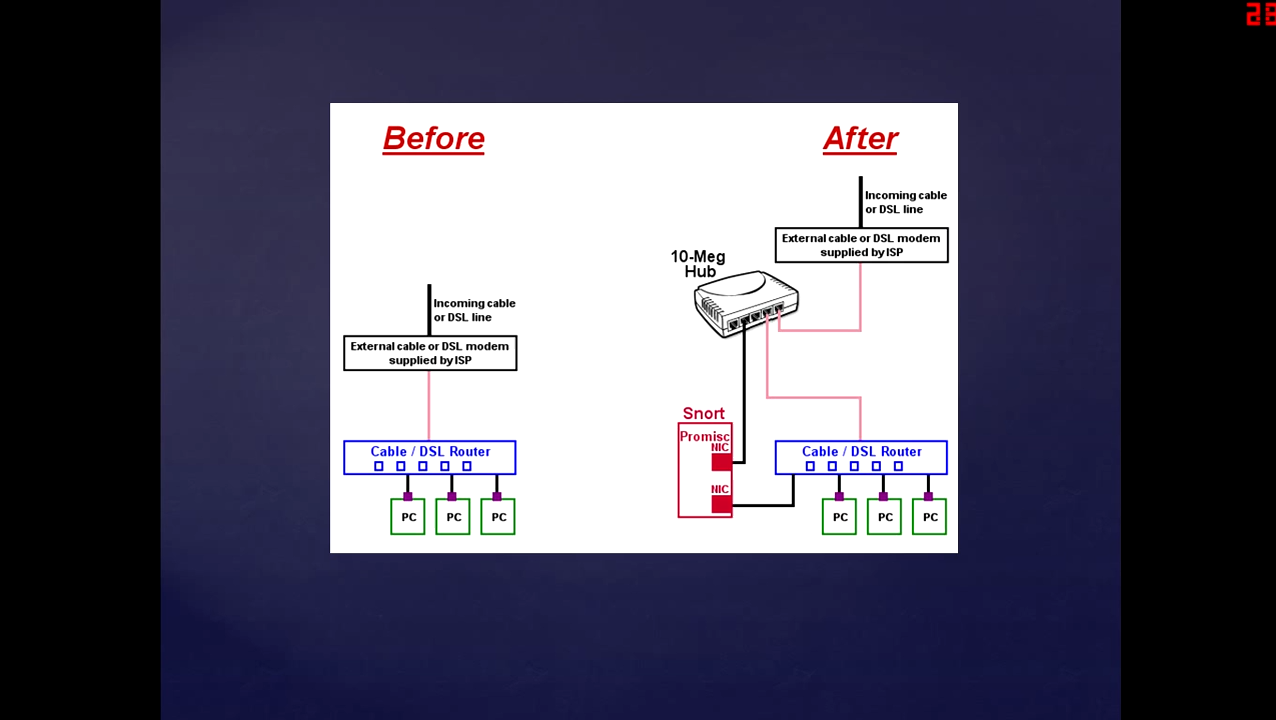 28
Before
After
Incoming cable
or DSL line
External cable or DSL modem
supplied by ISP
10-Meg
Hub
Incoming cable
or DSL line
External cable or DSL modem
supplied by ISP
Snort
Promisc
NIC
NIC
Cable / DSL Router
PC
PC
PC
Cable / DSL Router
PC
PC
PC